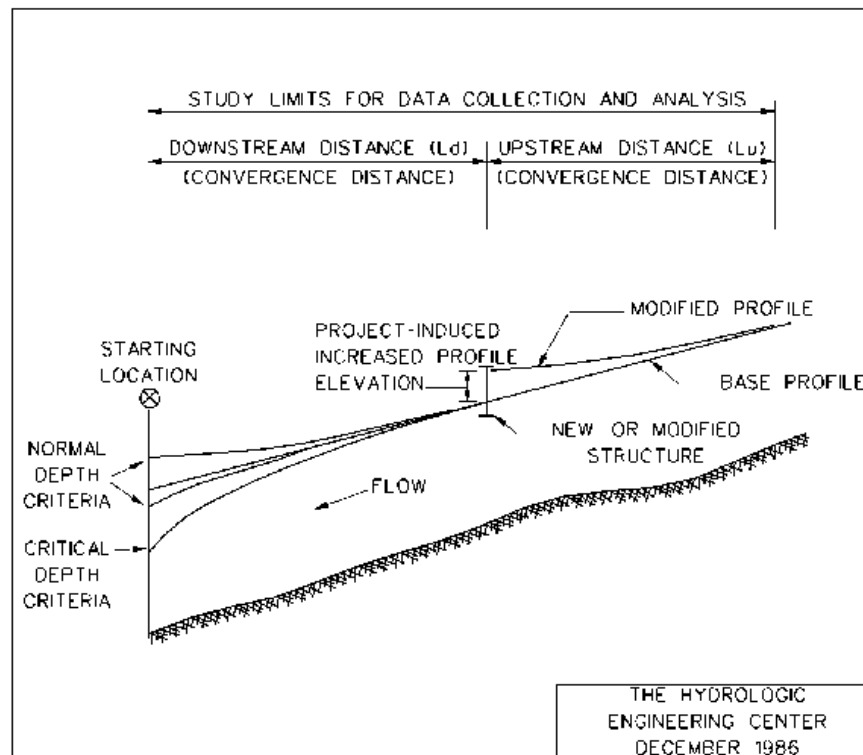 STUDY LIMITS FOR DATA COLLECTION AND ANALYSIS
DOWNSTREAM DISTANCE (Ld)
(CONVERGENCE DISTANCE)
UPSTREAM DISTANCE (Lu)
(CONVERGENCE DISTANCE)
MODIFIED PROFILE
PROJECT-INDUCED
INCREASED PROFILE
ELEVATION
STARTING
LOCATION
BASE PROFILE
NEW OR MODIFIED
STRUCTURE
NORMAL
DEPTH
CRITERIA
FLOW
CRITICAL
DEPTH
CRITERIA
THE HYDROLOGIC
ENGINEERING CENTER
DECEMBER 1986